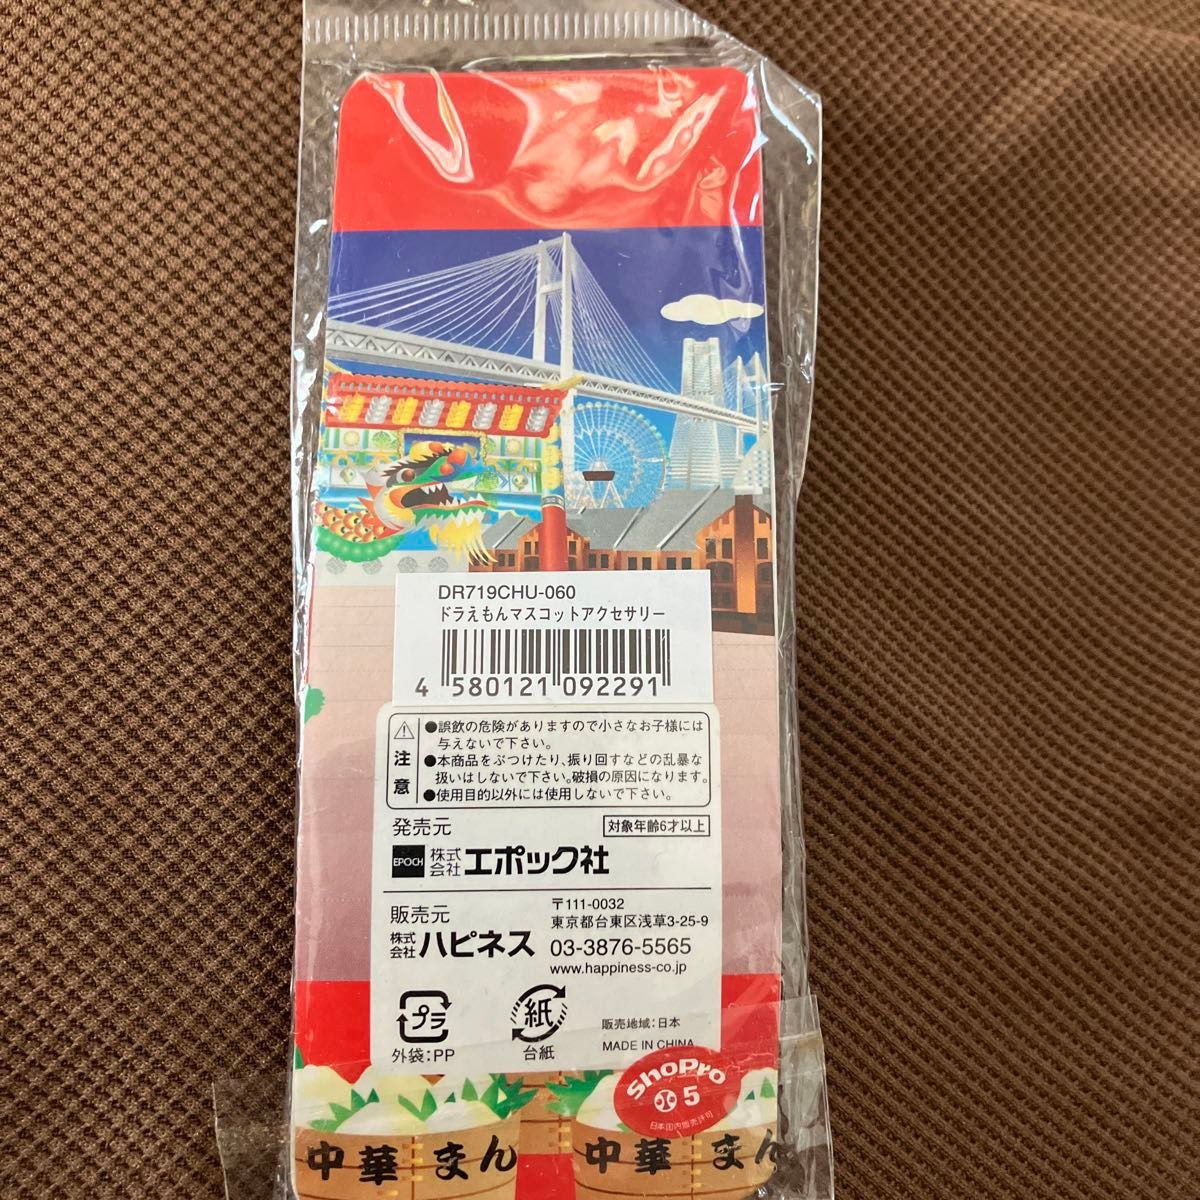 DR719CHU-060
ドラえもんマスコットアクセサリー
4 580121 092291
注意
●誤飲の危険がありますので小さなお子様には
与えないで下さい。
●本商品をぶつけたり、振り回すなどの乱暴な
扱いはしないで下さい。破損の原因になります。
●使用目的以外には使用しないで下さい。
発売元
対象年齢6才以上
EPOCH 株式会社 エポック社
販売元
株式会社 ハピネス
〒111-0032
東京都台東区浅草3-25-9
03-3876-5565
www.happiness-co.jp
プラ
外袋:PP
紙
台紙
販売地域:日本
MADE IN CHINA
ShoPro
小 5
日本国内販売許可
中華まん
中華まん